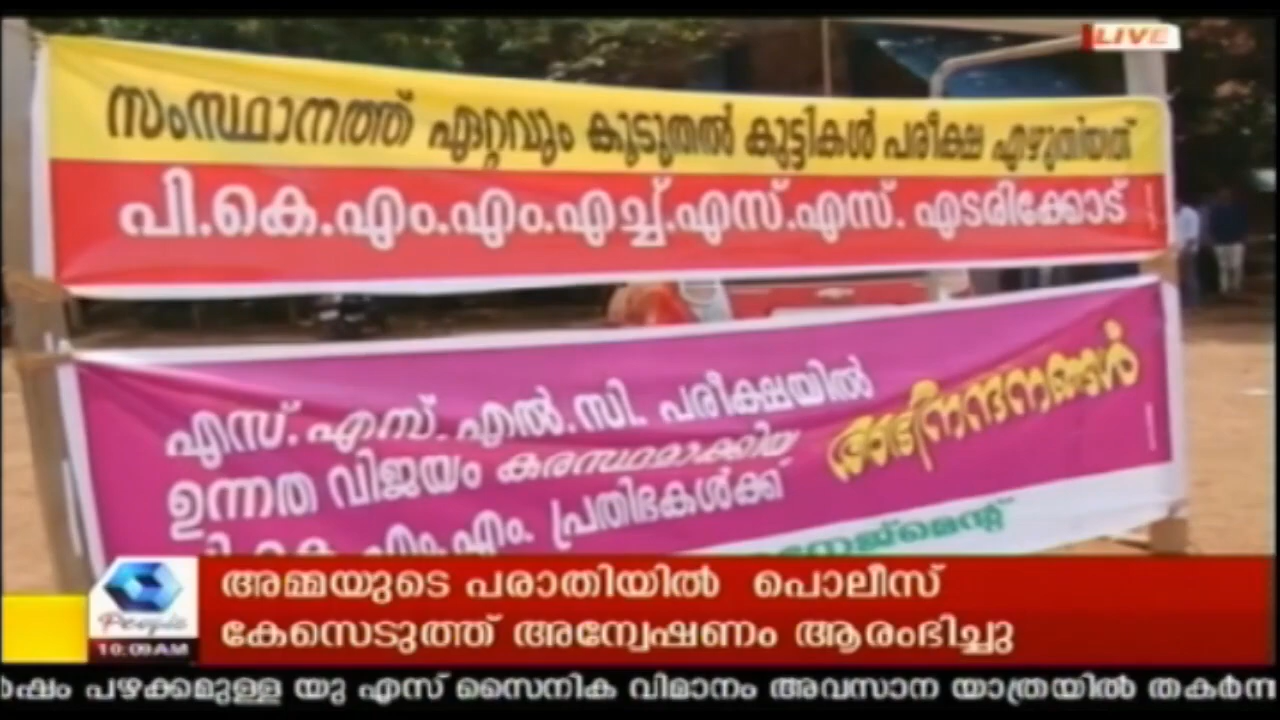 LIVE
സംസ്ഥാനത്ത് ഏറ്റവും കൂടുതൽ കുട്ടികൾ പരീക്ഷ എഴുതിയത്
പി.കെ.എം.എം.എച്ച്.എസ്.എസ്. എടരിക്കോട്
എസ്.എസ്.എൽ.സി. പരീക്ഷയിൽ
ഉന്നത വിജയം കരസ്ഥമാക്കിയ
പി.കെ.എം.എം. പ്രതിഭകൾക്ക്
അഭിനന്ദനങ്ങൾ
അമ്മയുടെ പരാതിയിൽ പൊലീസ്
കേസെടുത്ത് അന്വേഷണം ആരംഭിച്ചു
People
10:09AM
പഴക്കമുള്ള യു എസ് സൈനിക വിമാനം അവസാന യാത്രയിൽ